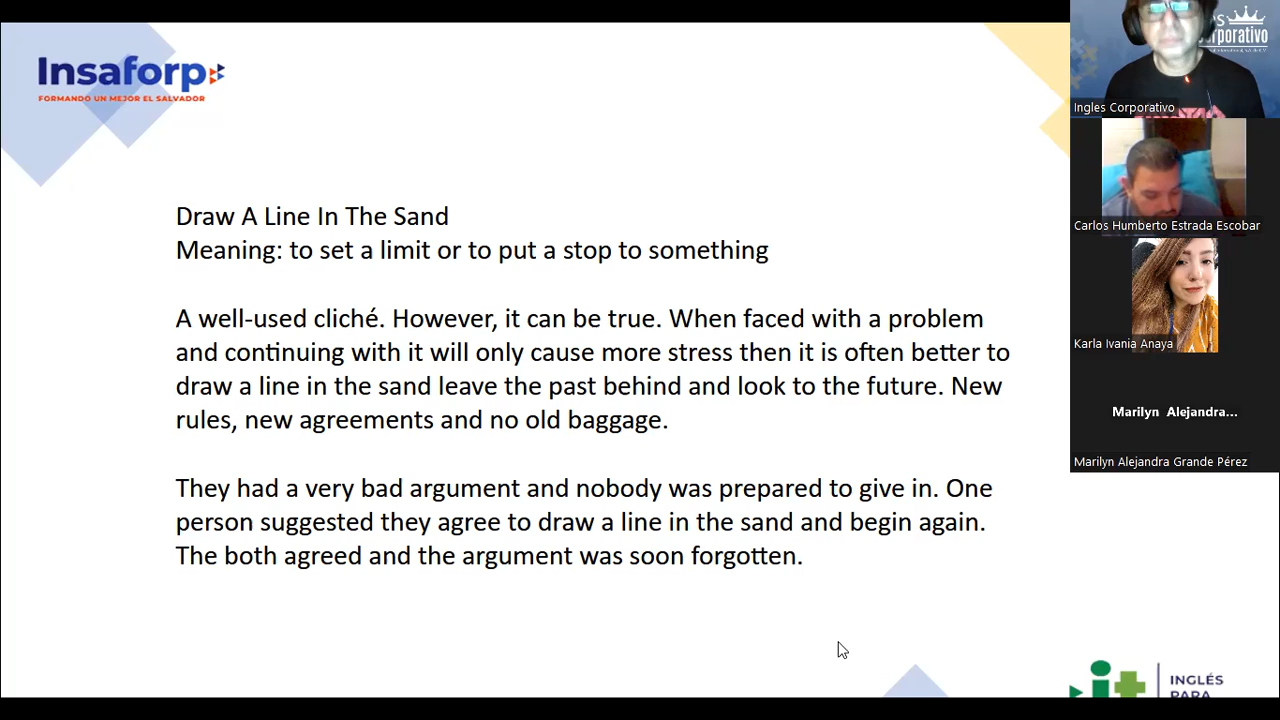 Insaforp
FORMANDO UN MEJOR EL SALVADOR
Draw A Line In The Sand
Meaning: to set a limit or to put a stop to something
A well-used cliché. However, it can be true. When faced with a problem
and continuing with it will only cause more stress then it is often better to
draw a line in the sand leave the past behind and look to the future. New
rules, new agreements and no old baggage.
They had a very bad argument and nobody was prepared to give in. One
person suggested they agree to draw a line in the sand and begin again.
The both agreed and the argument was soon forgotten.
orporativo
Ingles Corporativo
Carlos Humberto Estrada Escobar
Karla Ivania Anaya
Marilyn Alejandra...
Marilyn Alejandra Grande Pérez
INGLÉS
PARA